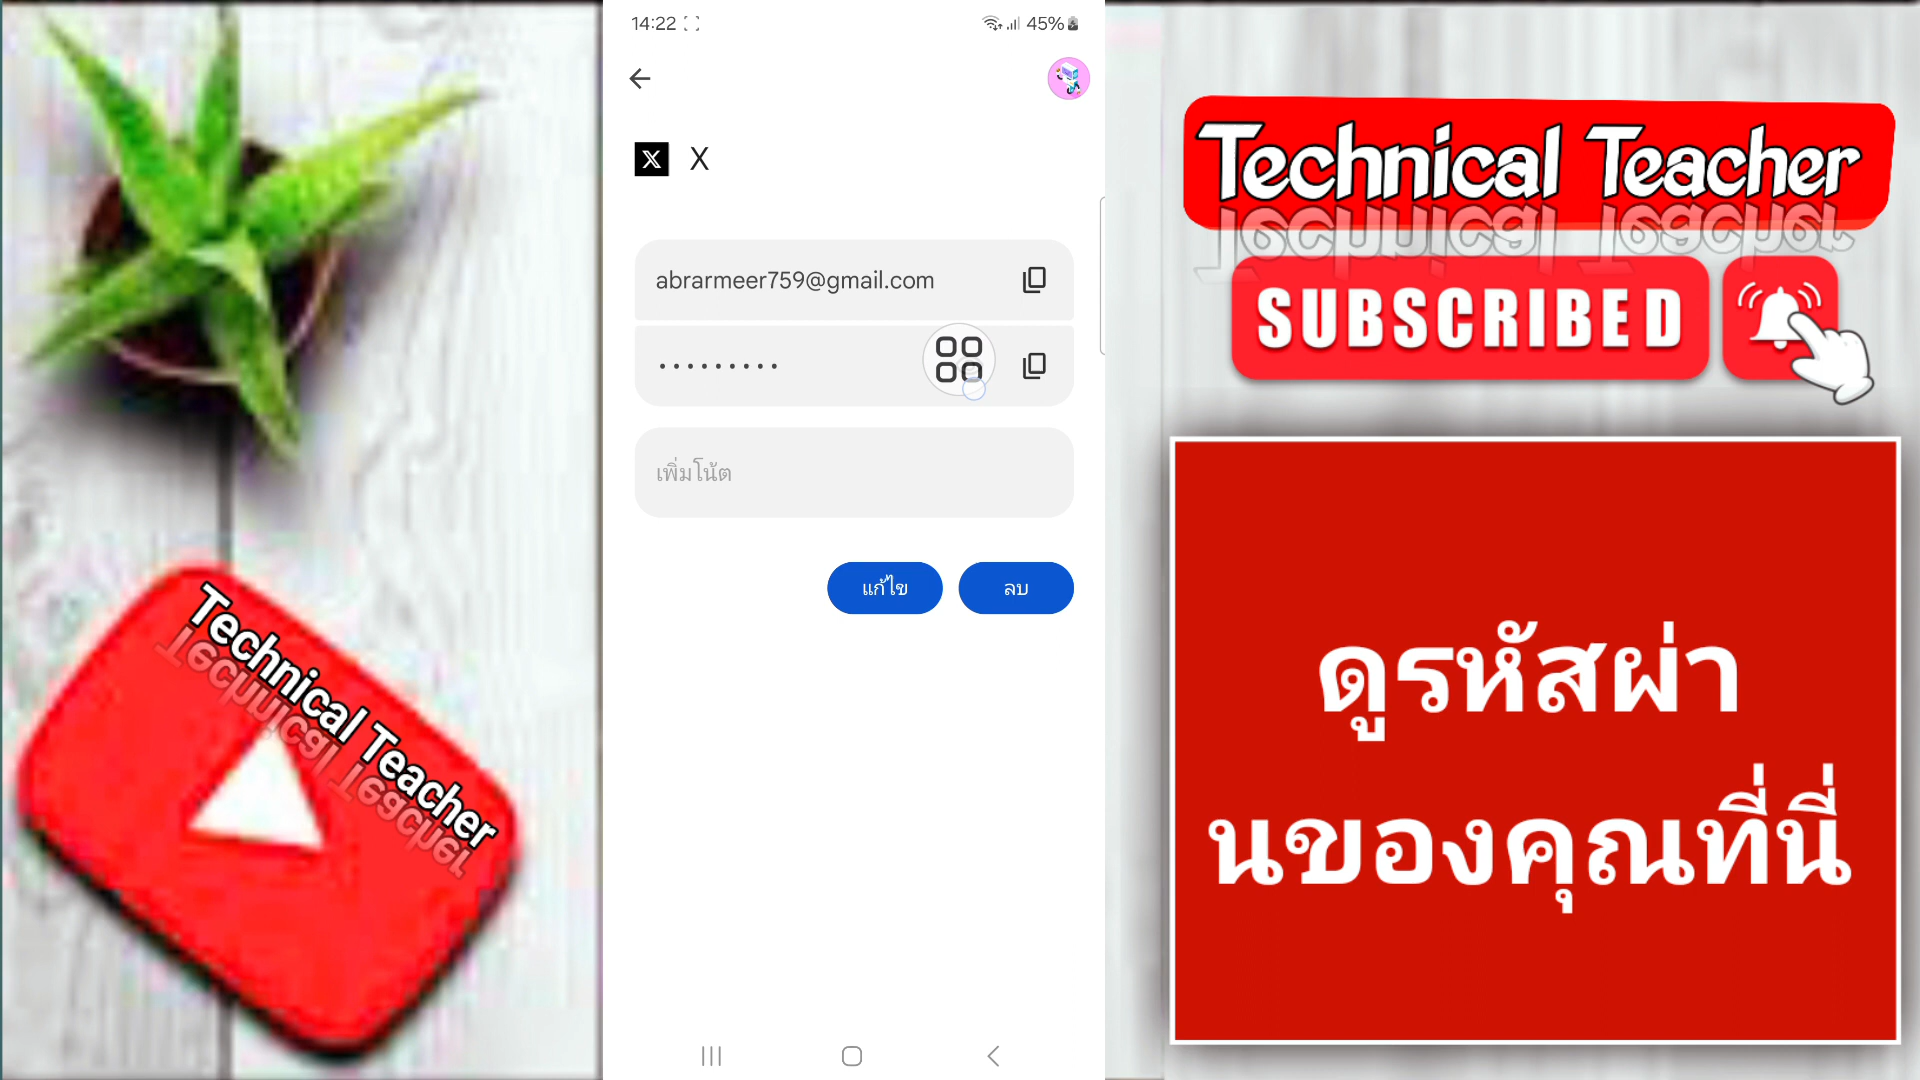 14:22
45%
X
abrarmeer759@gmail.com
•••••••••
เพิ่มโน้ต
แก้ไข
ลบ
Technical Teacher
Technical Teacher
SUBSCRIBED
ดูรหัสผ่า
นของคุณที่นี่